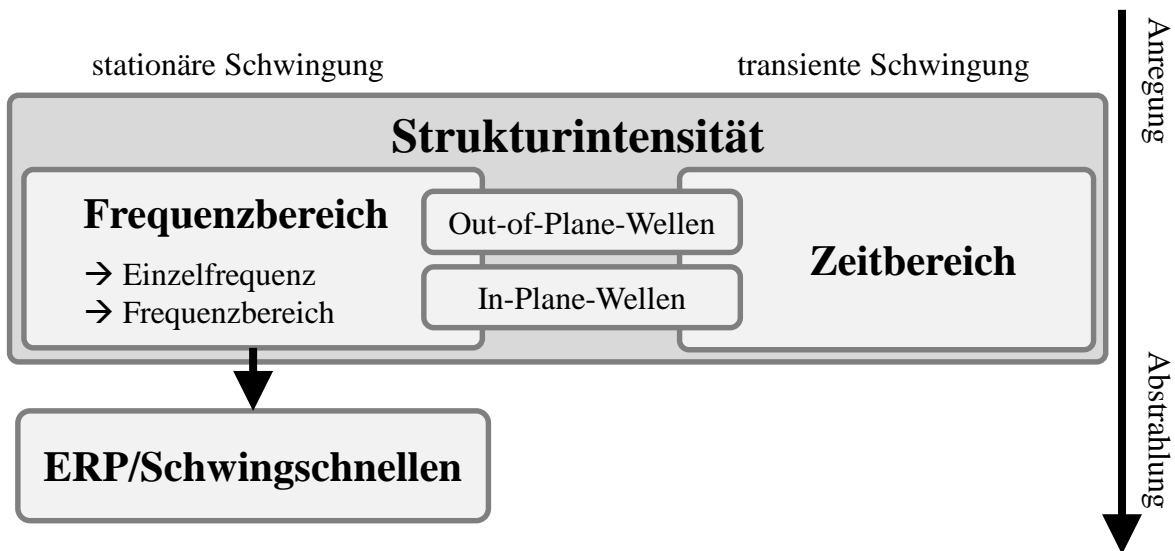 stationäre Schwingung
transiente Schwingung
Strukturintensität
Frequenzbereich
→ Einzelfrequenz
→ Frequenzbereich
Out-of-Plane-Wellen
In-Plane-Wellen
Zeitbereich
ERP/Schwingschnellen
Anregung
Abstrahlung